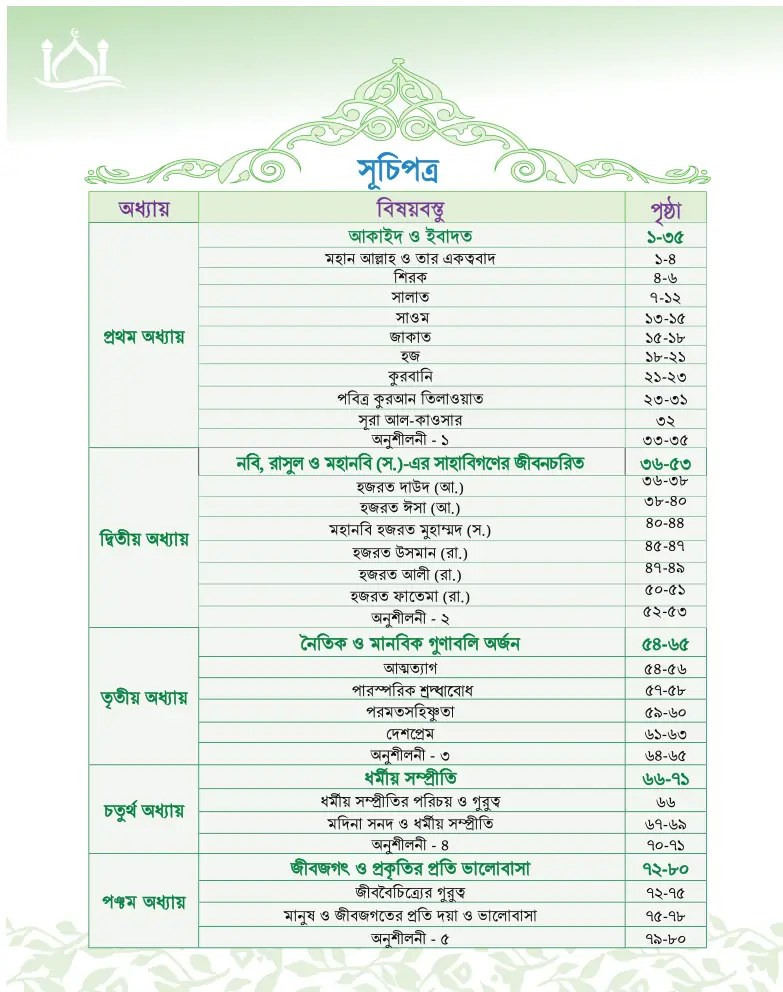 সূচিপত্র
অধ্যায় বিষয়বস্তু পৃষ্ঠা
প্রথম অধ্যায়
আকাইদ ও ইবাদত ১-৩৫
মহান আল্লাহ ও তার একত্ববাদ ১-৪
শিরক ৪-৬
সালাত ৭-১২
সাওম ১৩-১৫
জাকাত ১৫-১৮
হজ ১৮-২১
কুরবানি ২১-২৩
পবিত্র কুরআন তিলাওয়াত ২৩-৩১
সূরা আল-কাওসার ৩২
অনুশীলনী - ১ ৩৩-৩৫
দ্বিতীয় অধ্যায়
নবি, রাসুল ও মহানবি (স.)-এর সাহাবিগণের জীবনচরিত ৩৬-৫৩
হজরত দাউদ (আ.) ৩৬-৩৮
হজরত ঈসা (আ.) ৩৮-৪০
মহানবি হজরত মুহাম্মদ (স.) ৪০-৪৪
হজরত উসমান (রা.) ৪৫-৪৭
হজরত আলী (রা.) ৪৭-৪৯
হজরত ফাতেমা (রা.) ৫০-৫১
অনুশীলনী - ২ ৫২-৫৩
তৃতীয় অধ্যায়
নৈতিক ও মানবিক গুণাবলি অর্জন ৫৪-৬৫
আত্মত্যাগ ৫৪-৫৬
পারস্পরিক শ্রদ্ধাবোধ ৫৭-৫৮
পরমতসহিষ্ণুতা ৫৯-৬০
দেশপ্রেম ৬১-৬৩
অনুশীলনী - ৩ ৬৪-৬৫
চতুর্থ অধ্যায়
ধর্মীয় সম্প্রীতি ৬৬-৭১
ধর্মীয় সম্প্রীতির পরিচয় ও গুরুত্ব ৬৬
মদিনা সনদ ও ধর্মীয় সম্প্রীতি ৬৭-৬৯
অনুশীলনী - ৪ ৭০-৭১
পঞ্চম অধ্যায়
জীবজগৎ ও প্রকৃতির প্রতি ভালোবাসা ৭২-৮০
জীববৈচিত্র্যের গুরুত্ব ৭২-৭৫
মানুষ ও জীবজগতের প্রতি দয়া ও ভালোবাসা ৭৫-৭৮
অনুশীলনী - ৫ ৭৯-৮০